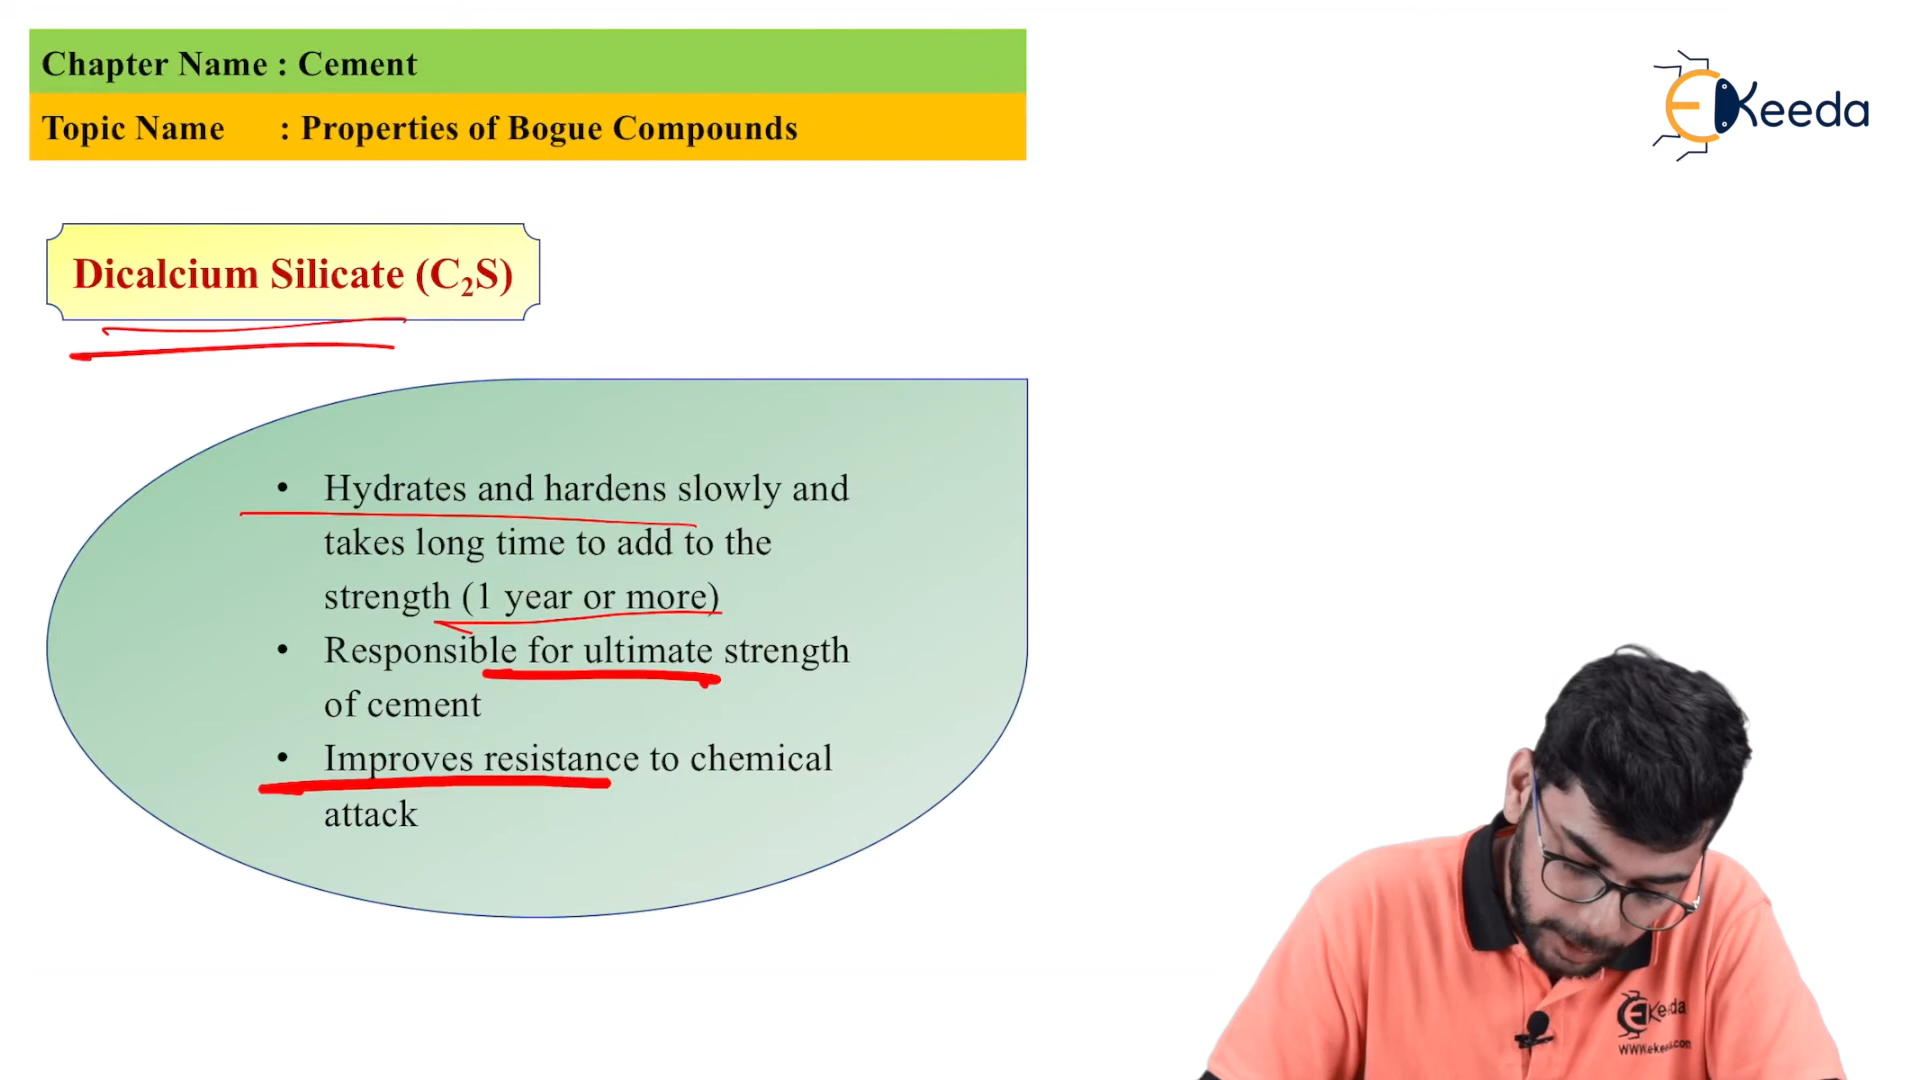 Chapter Name : Cement
Topic Name : Properties of Bogue Compounds
EKeeda
Dicalcium Silicate (C₂S)
• Hydrates and hardens slowly and
takes long time to add to the
strength (1 year or more)
• Responsible for ultimate strength
of cement
• Improves resistance to chemical
attack